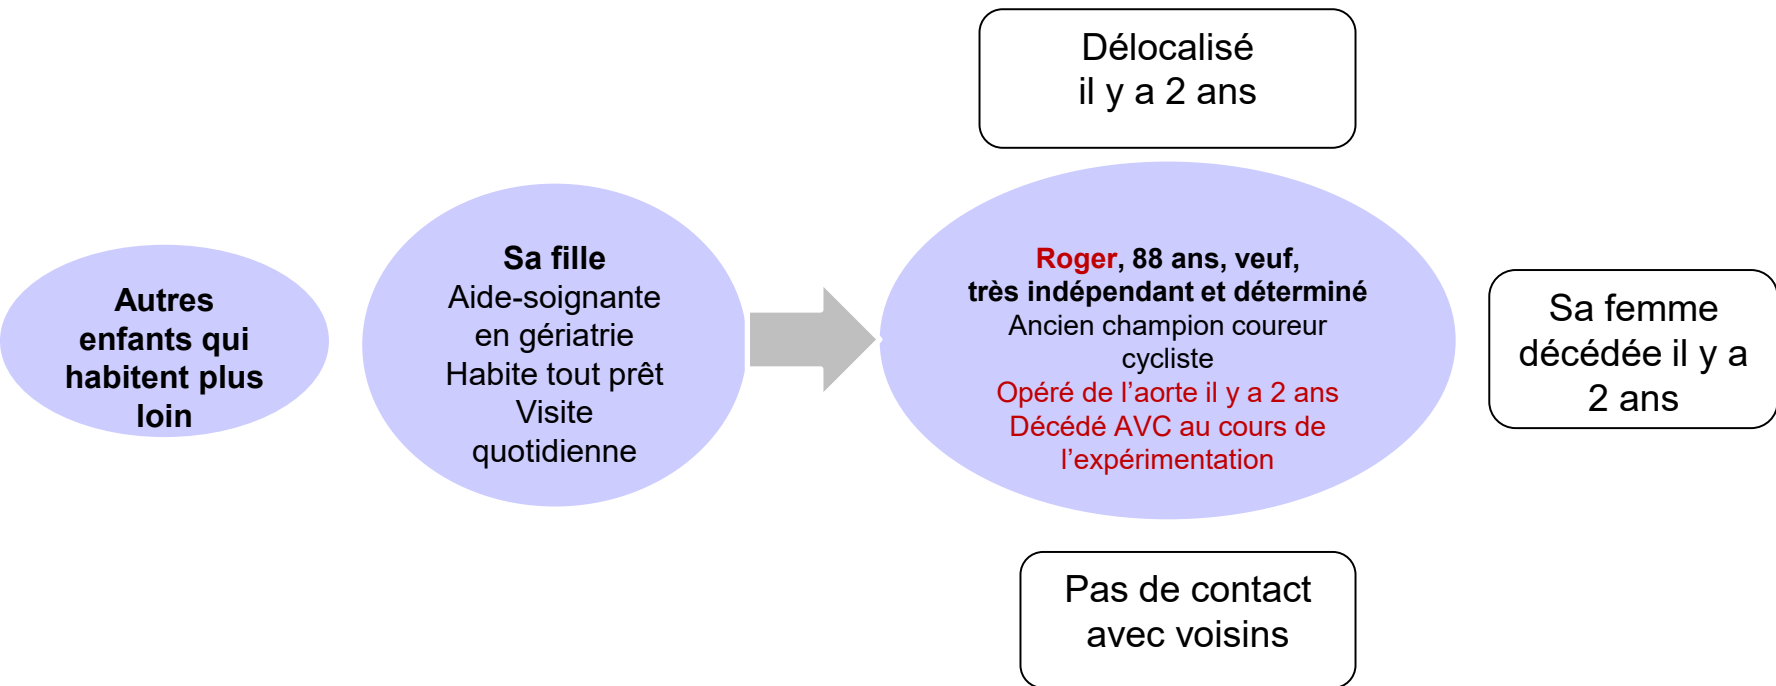 Délocalisé
il y a 2 ans
Autres
enfants qui
habitent plus
loin
Sa fille
Aide-soignante
en gériatrie
Habite tout prêt
Visite
quotidienne
Roger, 88 ans, veuf,
très indépendant et déterminé
Ancien champion coureur
cycliste
Opéré de l’aorte il y a 2 ans
Décédé AVC au cours de
l’expérimentation
Sa femme
décédée il y a
2 ans
Pas de contact
avec voisins